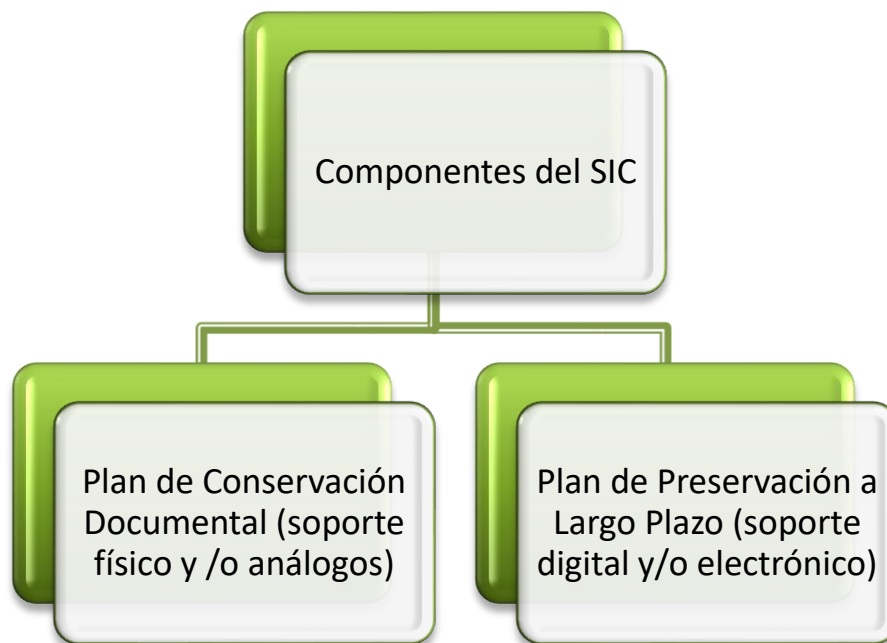 Componentes del SIC
Plan de Conservación
Documental (soporte
físico y /o análogos)
Plan de Preservación a
Largo Plazo (soporte
digital y/o electrónico)